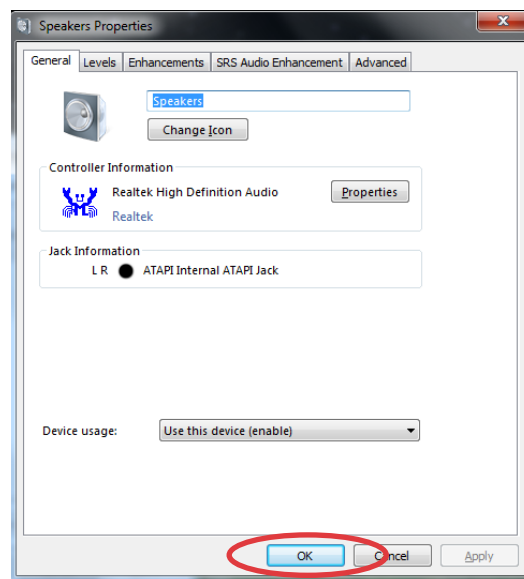 Speakers Properties
General Levels Enhancements SRS Audio Enhancement Advanced
Speakers
Change Icon
Controller Information
Realtek High Definition Audio Properties
Realtek
Jack Information
L R ATAPI Internal ATAPI Jack
Device usage: Use this device (enable)
OK Cancel Apply